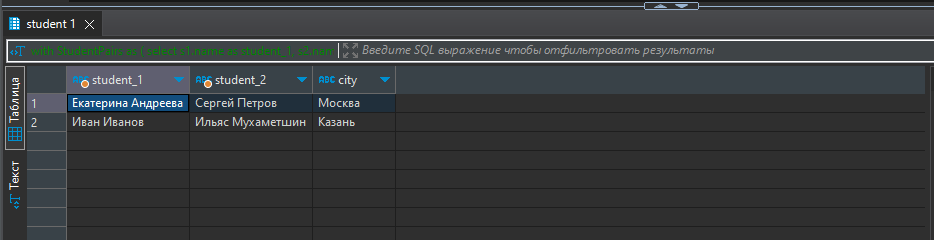 student 1
with StudentPairs as ( select s1.name as student_1, s2.nam
Введите SQL выражение чтобы отфильтровать результаты
Таблица
Текст
student_1 student_2 city
1 Екатерина Андреева Сергей Петров Москва
2 Иван Иванов Ильяс Мухаметшин Казань